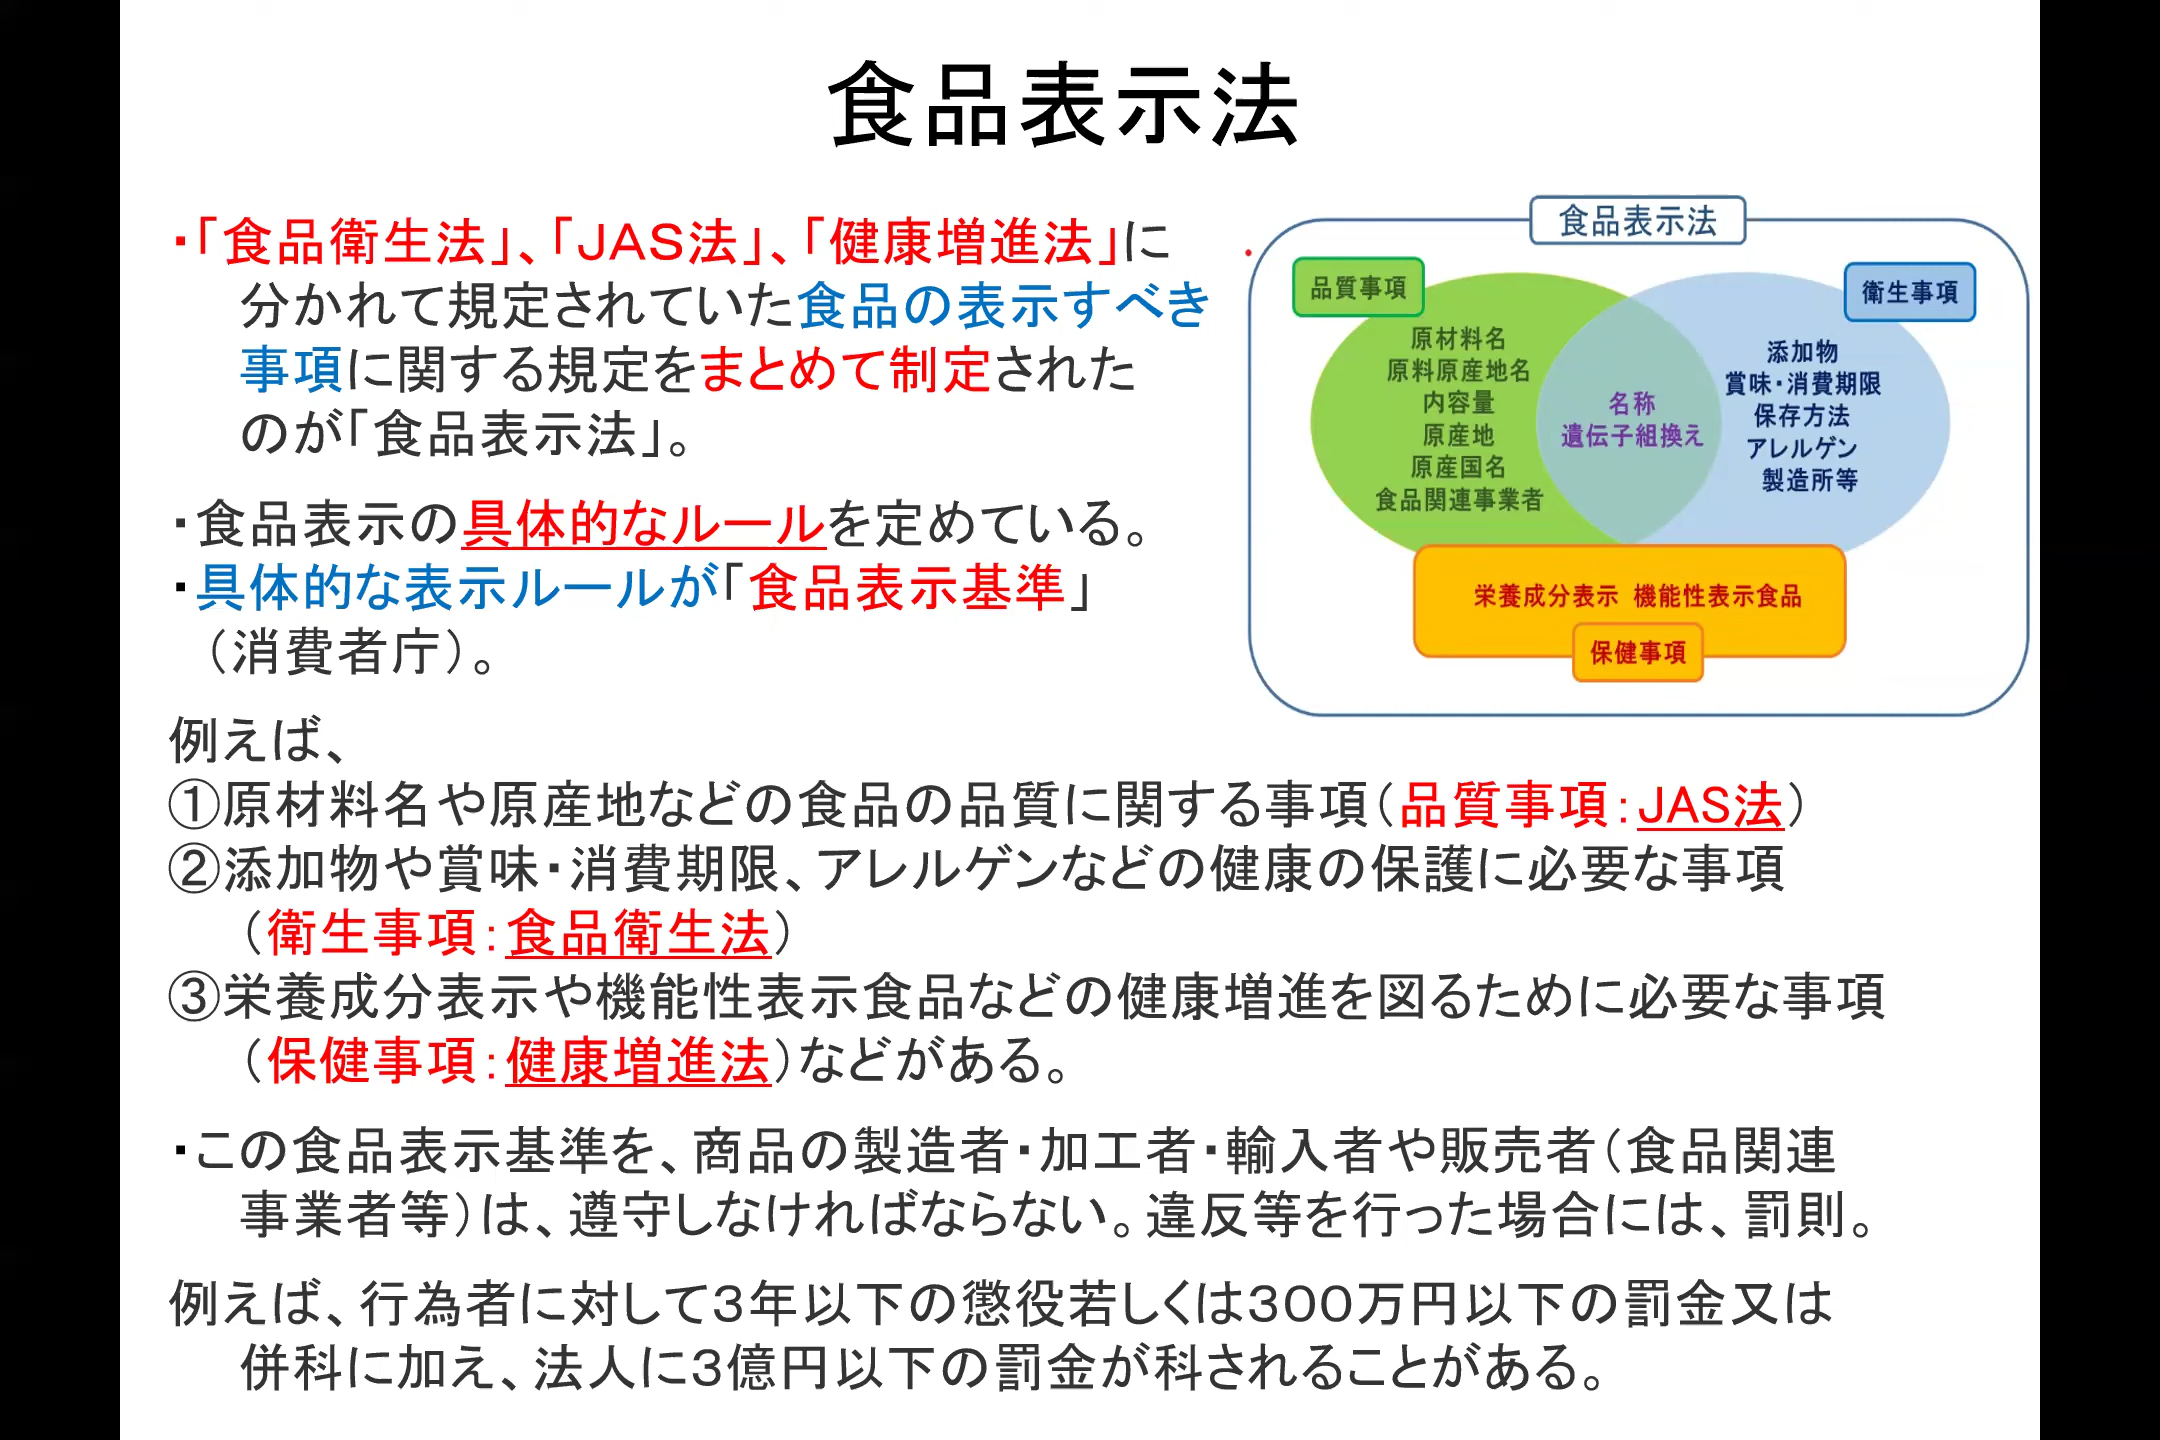 食品表示法
・「食品衛生法」、「JAS法」、「健康増進法」に
分かれて規定されていた食品の表示すべき
事項に関する規定をまとめて制定された
のが「食品表示法」。
・食品表示の具体的なルールを定めている。
・具体的な表示ルールが「食品表示基準」
（消費者庁）。
食品表示法
品質事項
原材料名
原料原産地名
内容量
原産地
原産国名
食品関連事業者
名称
遺伝子組換え
衛生事項
添加物
賞味・消費期限
保存方法
アレルゲン
製造所等
栄養成分表示 機能性表示食品
保健事項
例えば、
①原材料名や原産地などの食品の品質に関する事項（品質事項：JAS法）
②添加物や賞味・消費期限、アレルゲンなどの健康の保護に必要な事項
（衛生事項：食品衛生法）
③栄養成分表示や機能性表示食品などの健康増進を図るために必要な事項
（保健事項：健康増進法）などがある。
・この食品表示基準を、商品の製造者・加工者・輸入者や販売者（食品関連
事業者等）は、遵守しなければならない。違反等を行った場合には、罰則。
例えば、行為者に対して３年以下の懲役若しくは３００万円以下の罰金又は
併科に加え、法人に３億円以下の罰金が科されることがある。